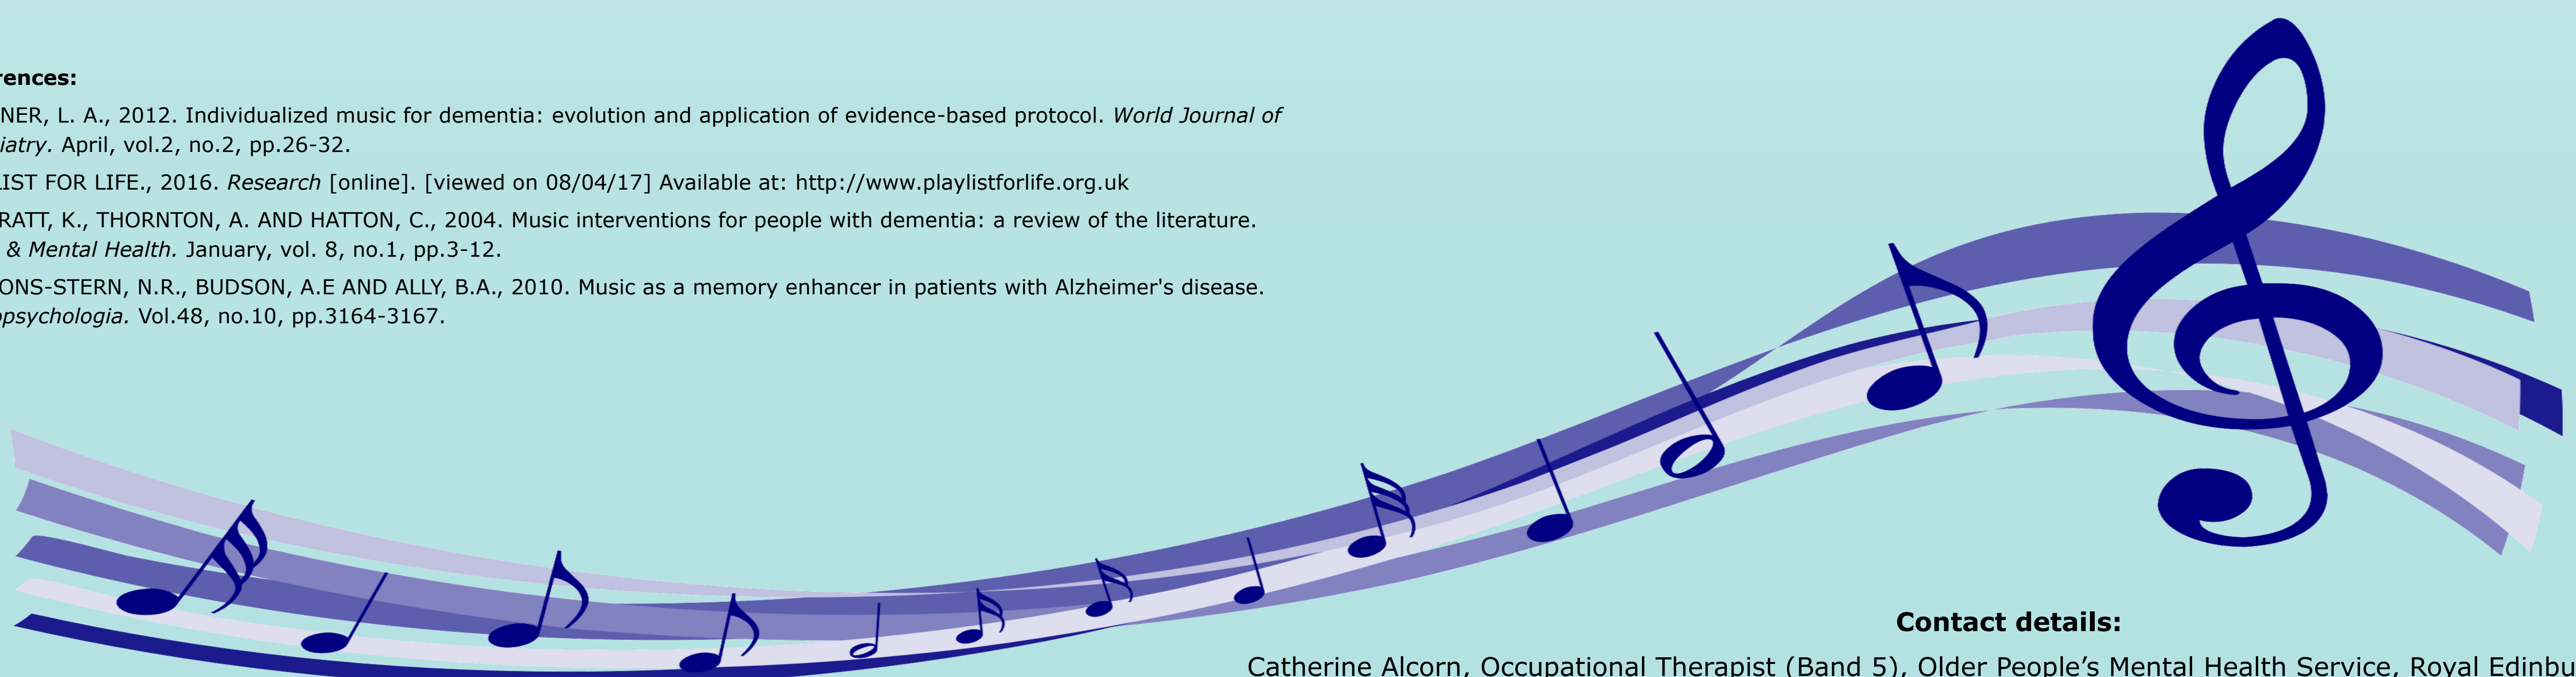 rences:
NER, L. A., 2012. Individualized music for dementia: evolution and application of evidence-based protocol. World Journal of
iatry. April, vol.2, no.2, pp.26-32.
LIST FOR LIFE., 2016. Research [online]. [viewed on 08/04/17] Available at: http://www.playlistforlife.org.uk
RATT, K., THORNTON, A. AND HATTON, C., 2004. Music interventions for people with dementia: a review of the literature.
& Mental Health. January, vol. 8, no.1, pp.3-12.
ONS-STERN, N.R., BUDSON, A.E AND ALLY, B.A., 2010. Music as a memory enhancer in patients with Alzheimer's disease.
opsychologia. Vol.48, no.10, pp.3164-3167.
Contact details:
Catherine Alcorn, Occupational Therapist (Band 5), Older People’s Mental Health Service, Royal Edinbu